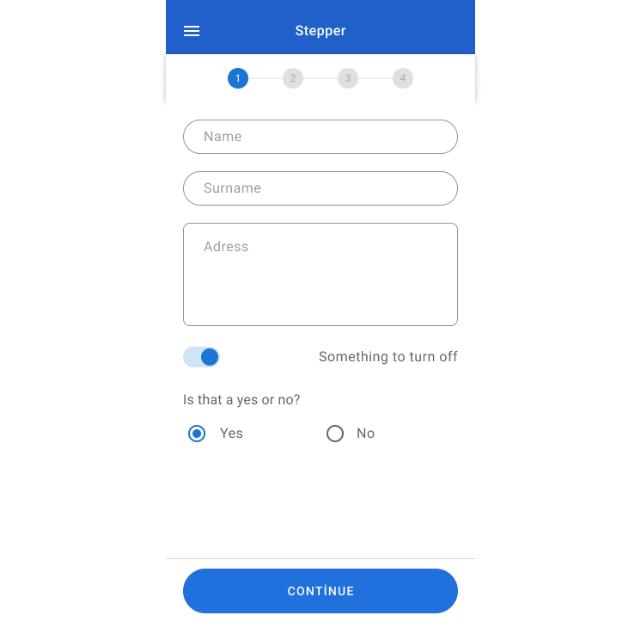 Stepper
1 2 3 4
Name
Surname
Adress
Something to turn off
Is that a yes or no?
Yes No
CONTİNUE